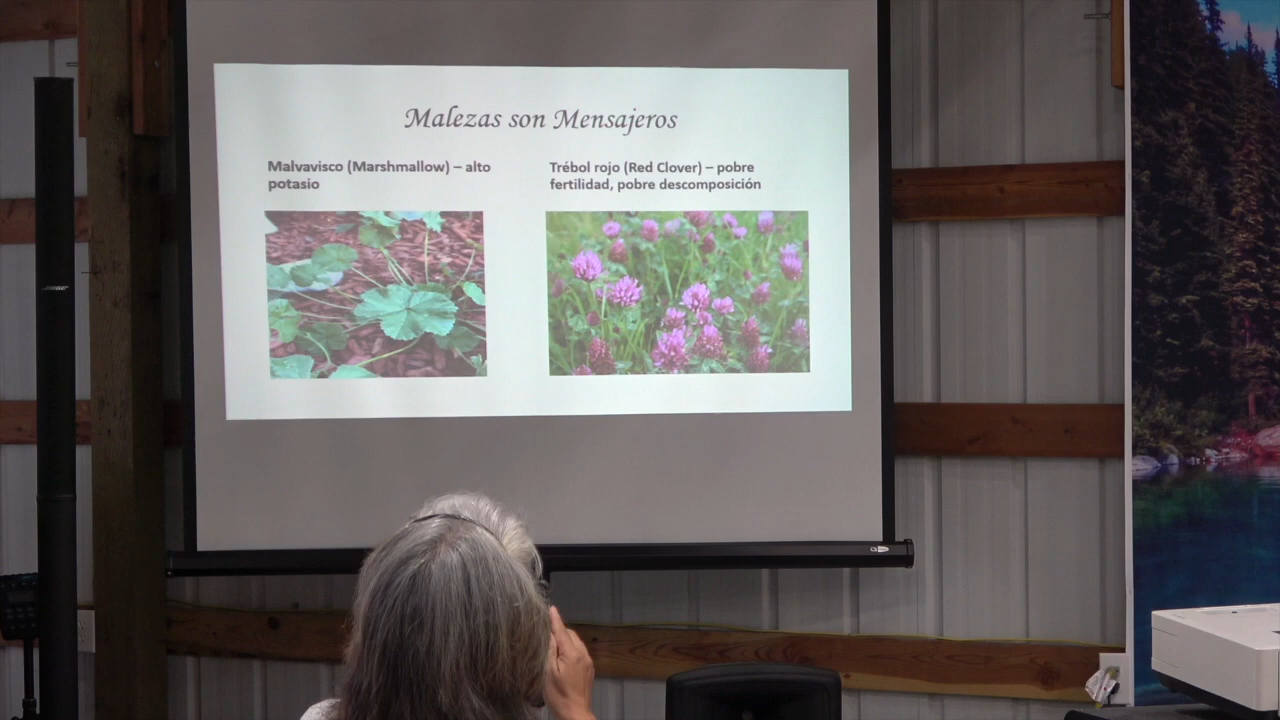 Malezas son Mensajeros
Malvavisco (Marshmallow) – alto
potasio
Trébol rojo (Red Clover) – pobre
fertilidad, pobre descomposición